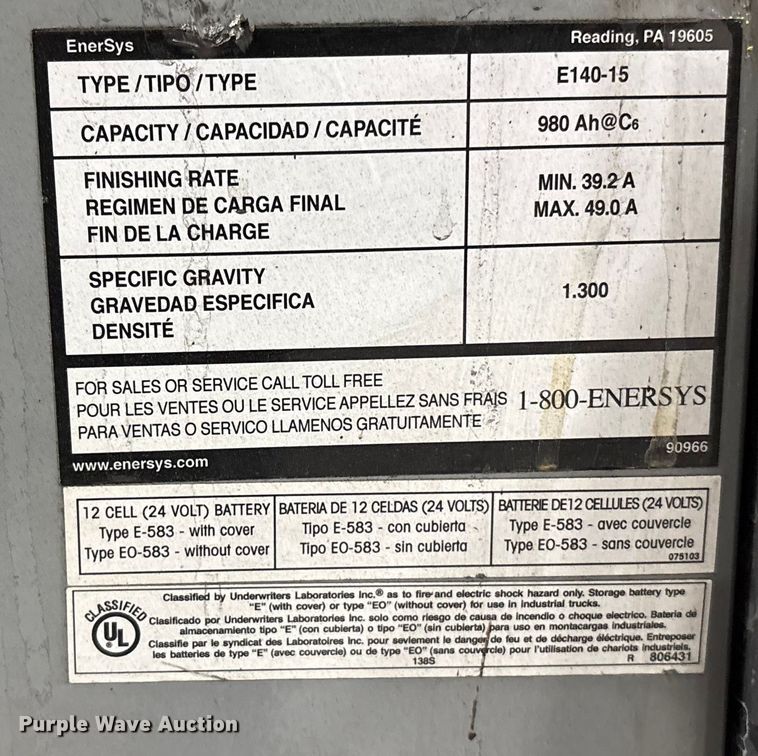 EnerSys
Reading, PA 19605
TYPE / TIPO / TYPE
E140-15
CAPACITY / CAPACIDAD / CAPACITÉ
980 Ah@C6
FINISHING RATE
REGIMEN DE CARGA FINAL
FIN DE LA CHARGE
MIN. 39.2 A
MAX. 49.0 A
SPECIFIC GRAVITY
GRAVEDAD ESPECIFICA
DENSITÉ
1.300
FOR SALES OR SERVICE CALL TOLL FREE
POUR LES VENTES OU LE SERVICE APPELLEZ SANS FRAIS
PARA VENTAS O SERVICO LLAMENOS GRATUITAMENTE
1-800-ENERSYS
www.enersys.com
90966
12 CELL (24 VOLT) BATTERY
Type E-583 - with cover
Type EO-583 - without cover
BATERIA DE 12 CELDAS (24 VOLTS)
Tipo E-583 - con cubierta
Tipo EO-583 - sin cubierta
BATTERIE DE12 CELLULES (24 VOLTS)
Type E-583 - avec couvercle
Type EO-583 - sans couvercle
075103
CLASSIFIED
UL
Classified by Underwriters Laboratories Inc.® as to fire and electric shock hazard only. Storage battery type
"E" (with cover) or type "EO" (without cover) for use in industrial trucks.
Clasificado por Underwriters Laboratories Inc. solo como riesgo de causa de incendio o choque electrico. Bateria de
almacenamiento tipo "E" (con cubierta) o tipo "EO" (sin cubierta) para uso en montacargas industriales.
Classifie par le syndicat des Laboratoires Inc. pour sevlement le danger de feu et de décharge éléctrique. Entreposer
les batteries de type "E" (avec couvercle) ou de type "EO" (sans couvercle) pour l'utilisation de chariots industriels.
138S
R 806431
Purple Wave Auction